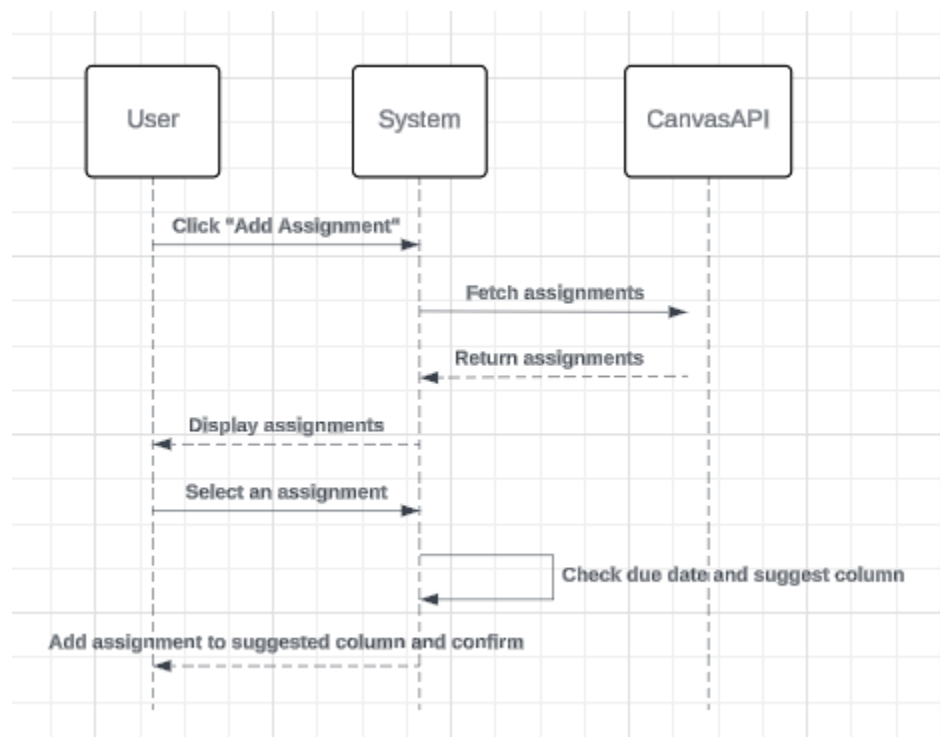 User
System
CanvasAPI
Click "Add Assignment"
Fetch assignments
Return assignments
Display assignments
Select an assignment
Check due date and suggest column
Add assignment to suggested column and confirm